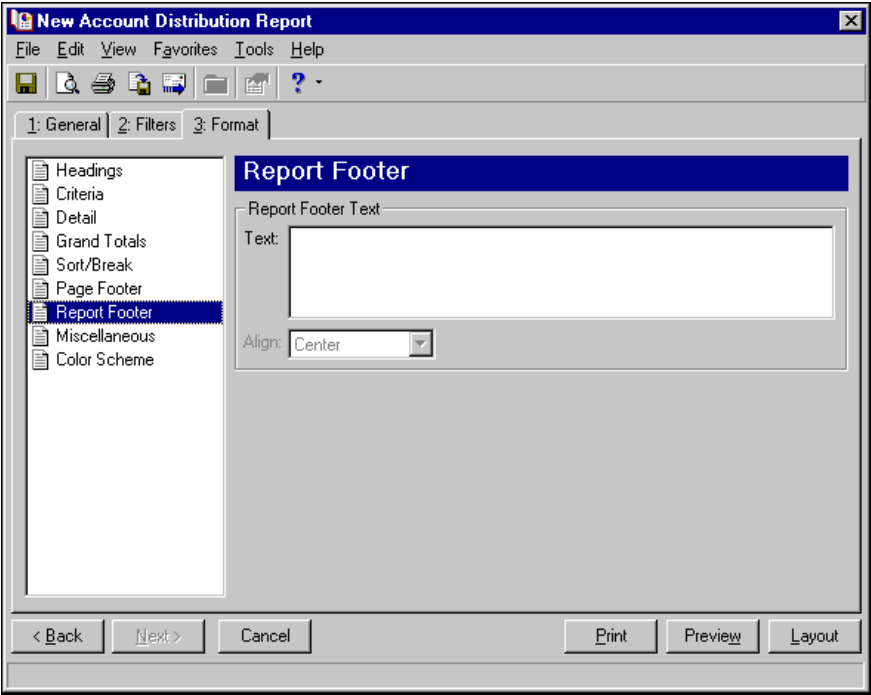 New Account Distribution Report
File Edit View Favorites Tools Help
?
1: General 2: Filters 3: Format
Headings
Criteria
Detail
Grand Totals
Sort/Break
Page Footer
Report Footer
Miscellaneous
Color Scheme
Report Footer
Report Footer Text
Text:
Align: Center
< Back Next > Cancel Print Preview Layout